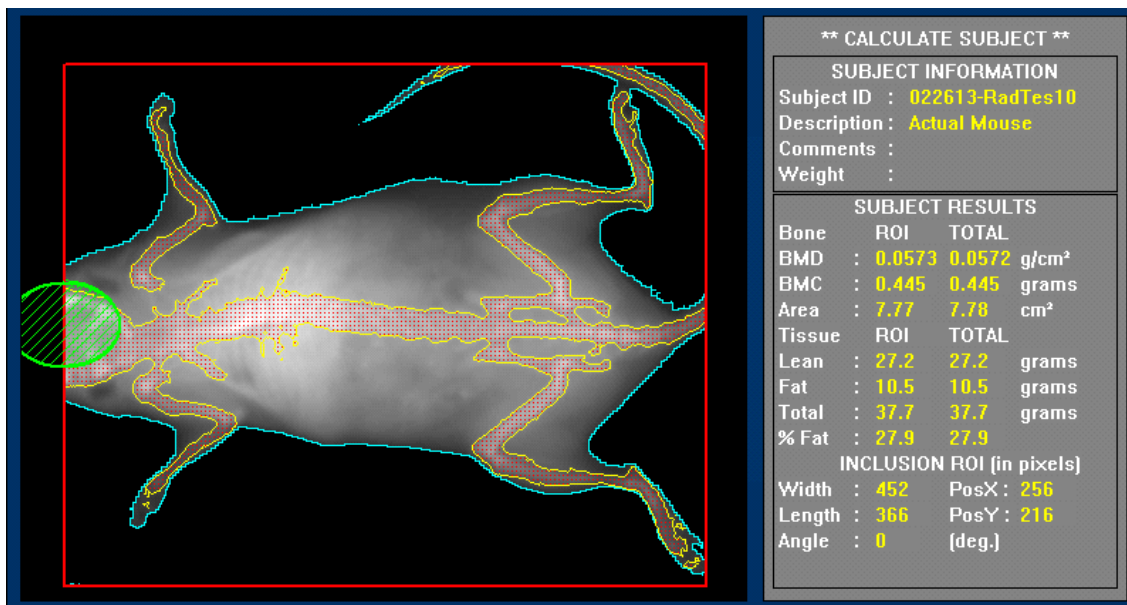 ** CALCULATE SUBJECT **
SUBJECT INFORMATION
Subject ID : 022613-RadTes10
Description : Actual Mouse
Comments :
Weight :
SUBJECT RESULTS
Bone ROI TOTAL
BMD : 0.0573 0.0572 g/cm²
BMC : 0.445 0.445 grams
Area : 7.77 7.78 cm²
Tissue ROI TOTAL
Lean : 27.2 27.2 grams
Fat : 10.5 10.5 grams
Total : 37.7 37.7 grams
% Fat : 27.9 27.9
INCLUSION ROI (in pixels)
Width : 452 PosX : 256
Length : 366 PosY : 216
Angle : 0 (deg.)